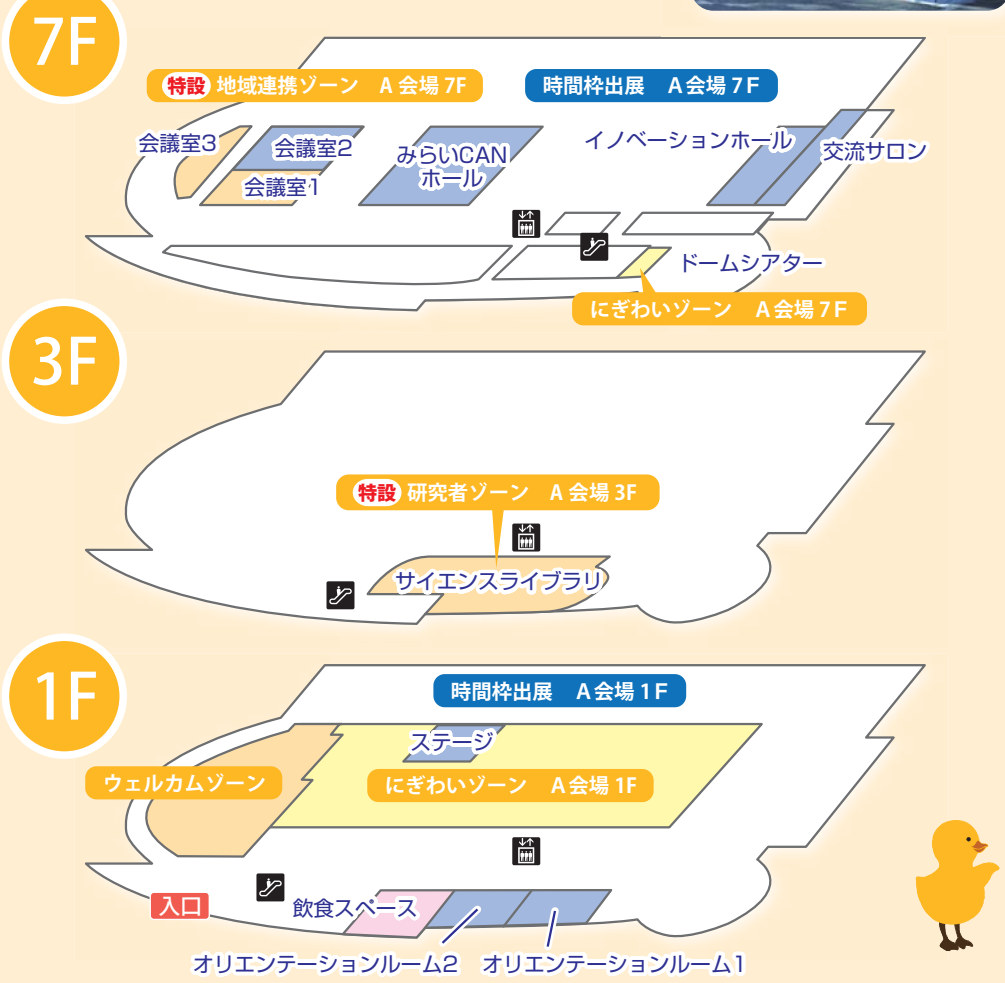 7F
特設 地域連携ゾーン A 会場 7F
時間枠出展 A会場 7F
会議室3
会議室2
会議室1
みらいCAN
ホール
イノベーションホール
交流サロン
ドームシアター
にぎわいゾーン A会場 7F
3F
特設 研究者ゾーン A 会場 3F
サイエンスライブラリ
1F
時間枠出展 A会場 1F
ステージ
ウェルカムゾーン
にぎわいゾーン A会場 1F
入口
飲食スペース
オリエンテーションルーム2
オリエンテーションルーム1